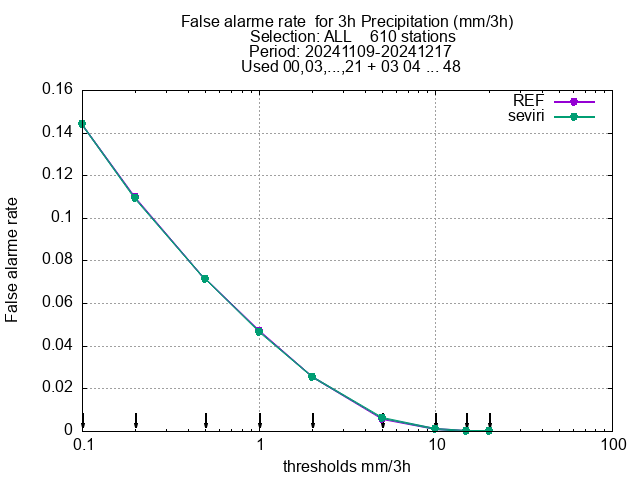 False alarme rate  for 3h Precipitation (mm/3h)
Selection: ALL    610 stations
Period: 20241109-20241217
Used 00,03,...,21 + 03 04 ... 48
REF
seviri
0.16
0.14
0.12
0.1
0.08
0.06
0.04
0.02
0
False alarme rate
0.1
1
10
100
thresholds mm/3h